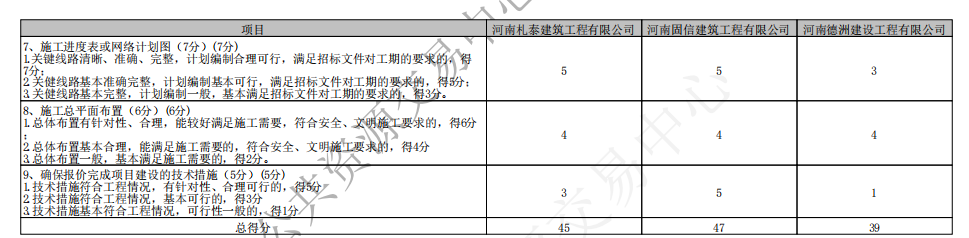 项目 河南札泰建筑工程有限公司 河南固信建筑工程有限公司 河南德洲建设工程有限公司
7、施工进度表或网络计划图（7分）(7分)
1.关键线路清晰、准确、完整，计划编制合理可行，满足招标文件对工期的要求的，得
7分； 5 5 3
2.关健线路基本准确完整，计划编制基本可行，满足招标文件对工期的要求的，得5分；
3.关健线路基本完整，计划编制一般，基本满足招标文件对工期的要求的，得3分。
8、施工总平面布置（6分）(6分)
1.总体布置有针对性、合理，能较好满足施工需要，符合安全、文明施工要求的，得6分
； 4 4 4
2.总体布置基本合理，能满足施工需要的，符合安全、文明施工要求的，得4分
3.总体布置一般，基本满足施工需要的，得2分。
9、确保报价完成项目建设的技术措施（5分）(5分)
1.技术措施符合工程情况，有针对性、合理可行的，得5分
2.技术措施符合工程情况，基本可行的，得3分 3 5 1
3.技术措施基本符合工程情况，可行性一般的，得1分
总得分 45 47 39
公共资源交易中心
交易中心